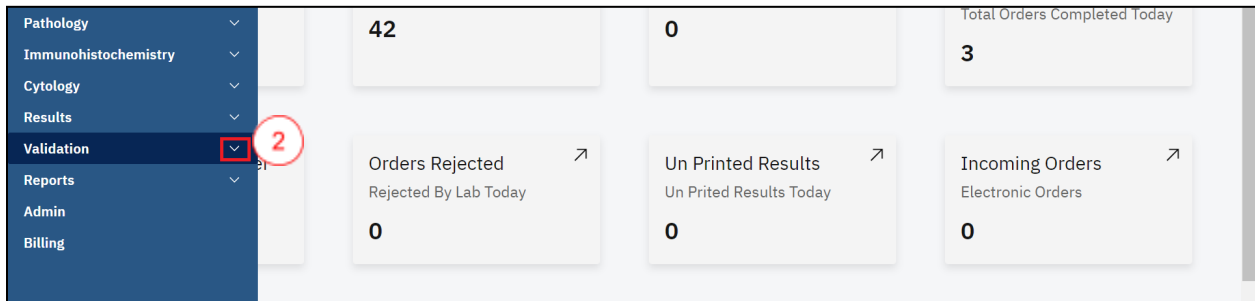 Pathology
Immunohistochemistry
Cytology
Results
Validation
Reports
Admin
Billing
2
42
0
Total Orders Completed Today
3
Orders Rejected
Rejected By Lab Today
0
Un Printed Results
Un Prited Results Today
0
Incoming Orders
Electronic Orders
0